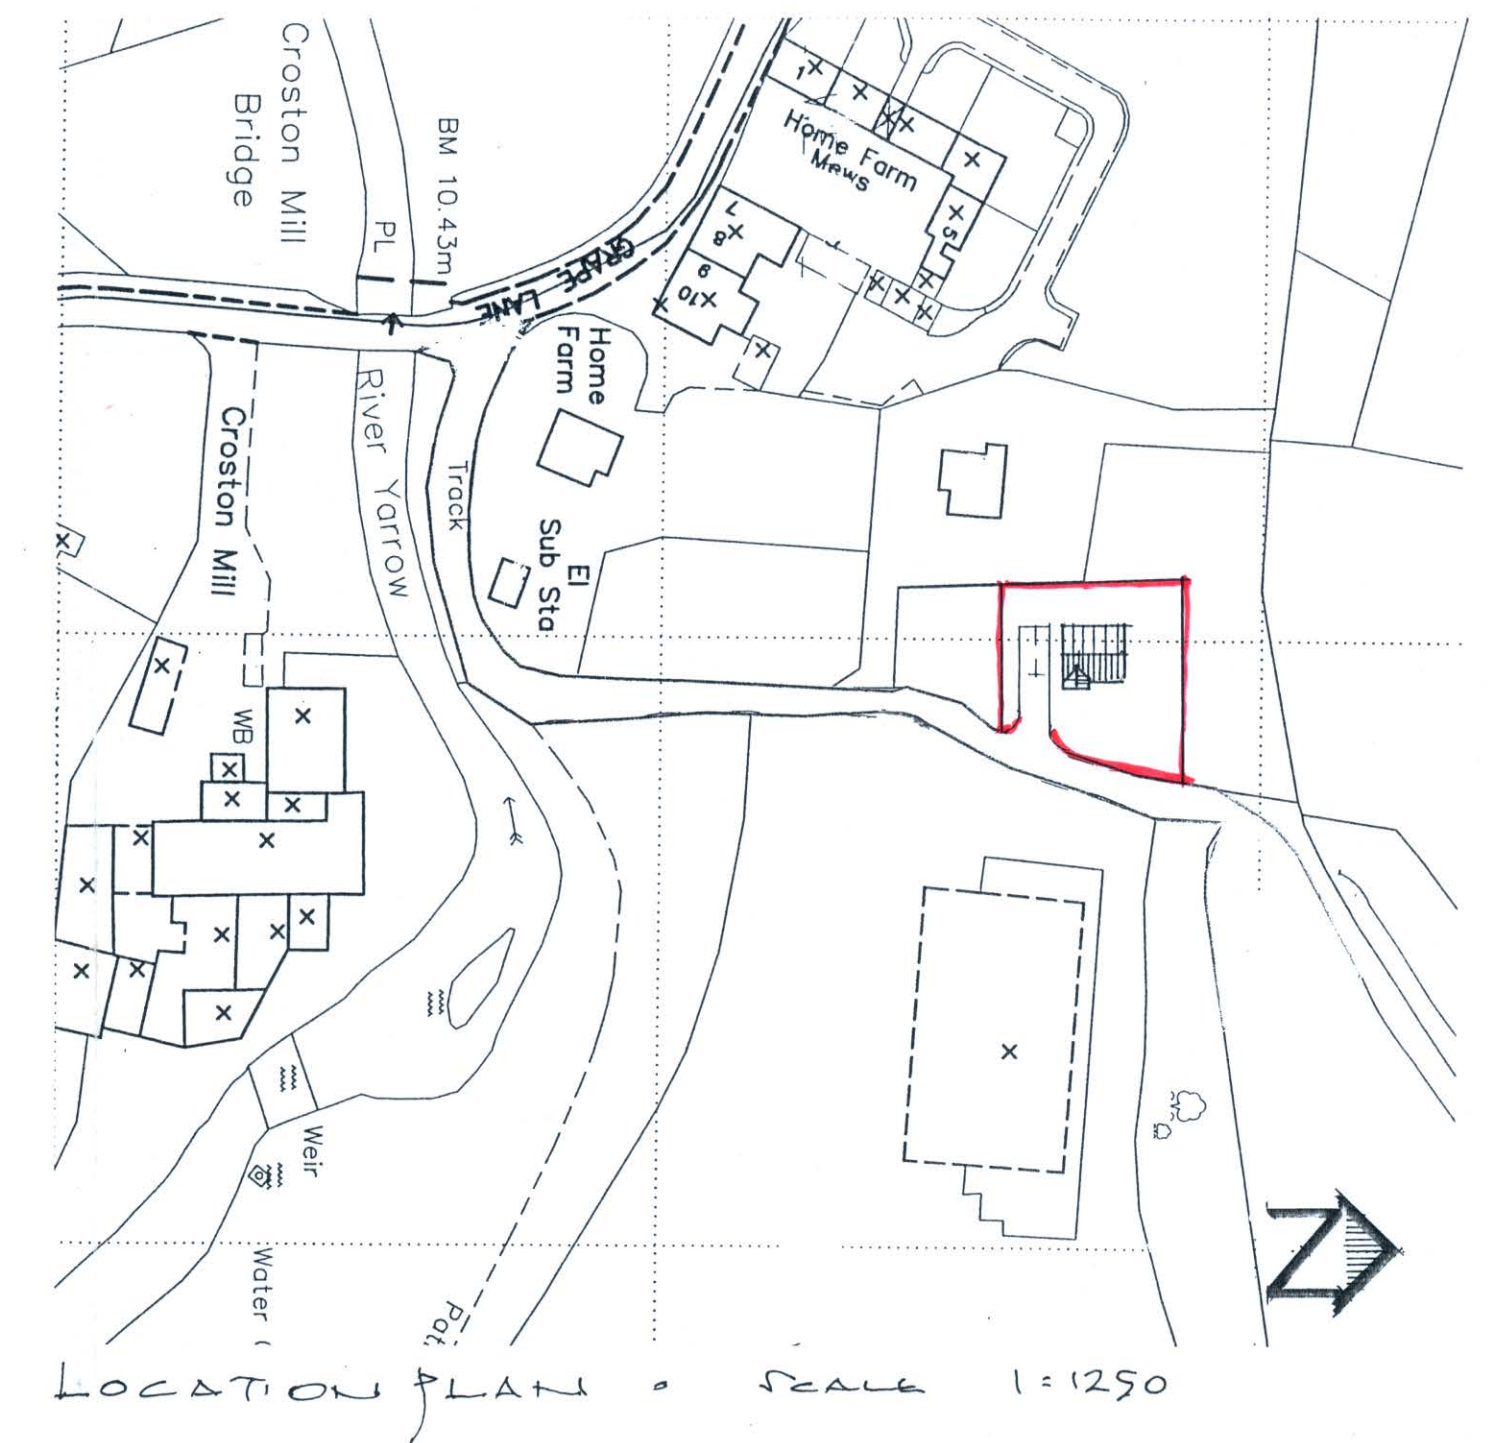 Croston Mill
Bridge
BM 10.43m
PL
GRAPE LANE
1
Home Farm
Mews
5
7
8
9
10
Home
Farm
River Yarrow
Track
Croston Mill
El
Sub Sta
WB
Weir
Water
Pat
N
LOCATION PLAN . SCALE 1:1250